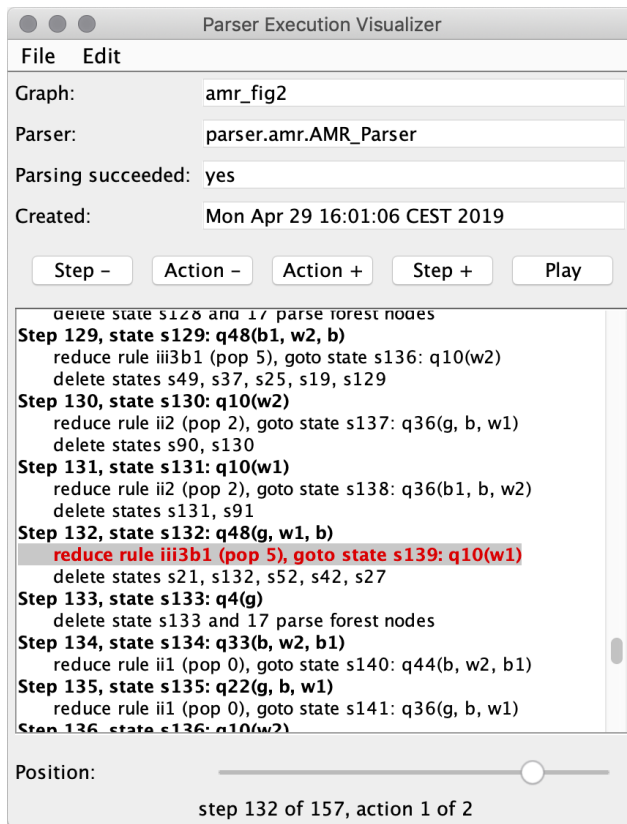 Parser Execution Visualizer
File Edit
Graph: amr_fig2
Parser: parser.amr.AMR_Parser
Parsing succeeded: yes
Created: Mon Apr 29 16:01:06 CEST 2019
Step – Action – Action + Step + Play
delete state s128 and 17 parse forest nodes
Step 129, state s129: q48(b1, w2, b)
reduce rule iii3b1 (pop 5), goto state s136: q10(w2)
delete states s49, s37, s25, s19, s129
Step 130, state s130: q10(w2)
reduce rule ii2 (pop 2), goto state s137: q36(g, b, w1)
delete states s90, s130
Step 131, state s131: q10(w1)
reduce rule ii2 (pop 2), goto state s138: q36(b1, b, w2)
delete states s131, s91
Step 132, state s132: q48(g, w1, b)
reduce rule iii3b1 (pop 5), goto state s139: q10(w1)
delete states s21, s132, s52, s42, s27
Step 133, state s133: q4(g)
delete state s133 and 17 parse forest nodes
Step 134, state s134: q33(b, w2, b1)
reduce rule ii1 (pop 0), goto state s140: q44(b, w2, b1)
Step 135, state s135: q22(g, b, w1)
reduce rule ii1 (pop 0), goto state s141: q36(g, b, w1)
Step 136, state s136: q10(w2)
Position:
step 132 of 157, action 1 of 2